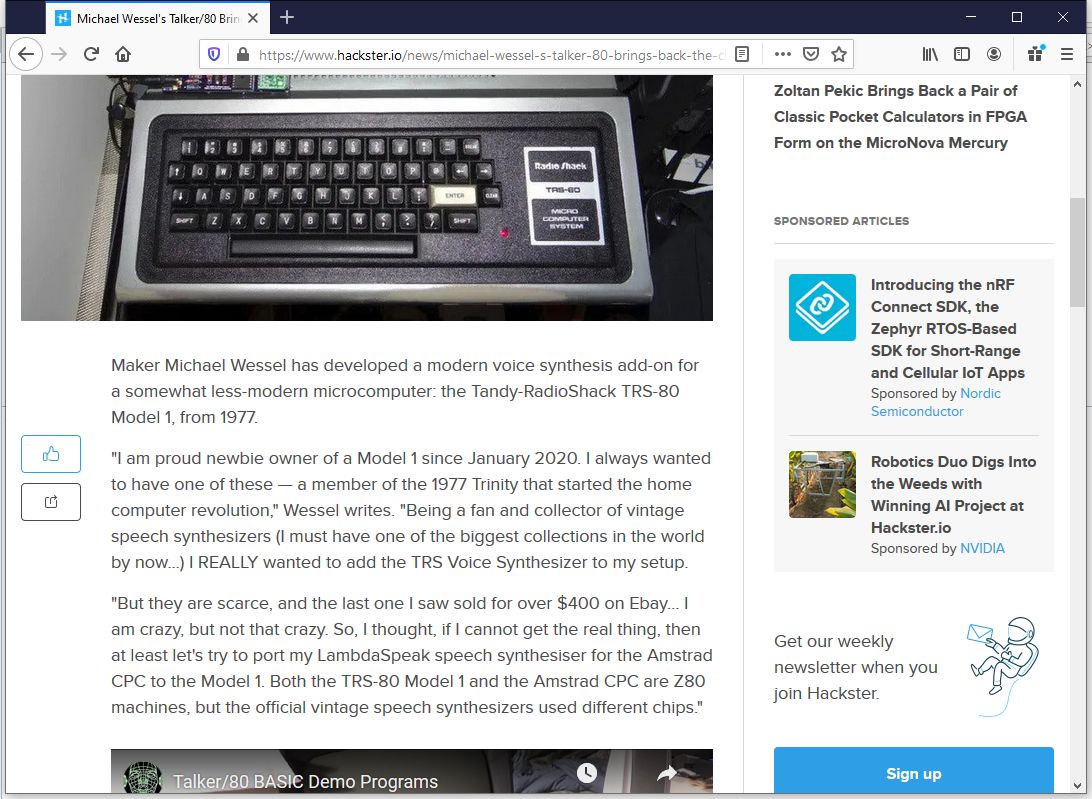 Michael Wessel's Talker/80 Brin
https://www.hackster.io/news/michael-wessel-s-talker-80-brings-back-the-c
Radio Shack
TRS-80
MICRO
COMPUTER
SYSTEM
Q W E R T Y U I O P
A S D F G H J K L ENTER CLEAR
SHIFT Z X C V B N M SHIFT
Maker Michael Wessel has developed a modern voice synthesis add-on for
a somewhat less-modern microcomputer: the Tandy-RadioShack TRS-80
Model 1, from 1977.
"I am proud newbie owner of a Model 1 since January 2020. I always wanted
to have one of these — a member of the 1977 Trinity that started the home
computer revolution," Wessel writes. "Being a fan and collector of vintage
speech synthesizers (I must have one of the biggest collections in the world
by now...) I REALLY wanted to add the TRS Voice Synthesizer to my setup.
"But they are scarce, and the last one I saw sold for over $400 on Ebay... I
am crazy, but not that crazy. So, I thought, if I cannot get the real thing, then
at least let's try to port my LambdaSpeak speech synthesiser for the Amstrad
CPC to the Model 1. Both the TRS-80 Model 1 and the Amstrad CPC are Z80
machines, but the official vintage speech synthesizers used different chips."
Talker/80 BASIC Demo Programs
Zoltan Pekic Brings Back a Pair of
Classic Pocket Calculators in FPGA
Form on the MicroNova Mercury
SPONSORED ARTICLES
Introducing the nRF
Connect SDK, the
Zephyr RTOS-Based
SDK for Short-Range
and Cellular IoT Apps
Sponsored by Nordic
Semiconductor
Robotics Duo Digs Into
the Weeds with
Winning AI Project at
Hackster.io
Sponsored by NVIDIA
Get our weekly
newsletter when you
join Hackster.
Sign up